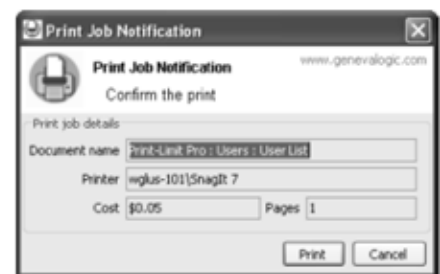 Print Job Notification
Print Job Notification
www.genevalogic.com
Confirm the print
Print job details
Document name Print-Limit Pro : Users : User List
Printer wglus-101\SnagIt 7
Cost $0.05 Pages 1
Print Cancel